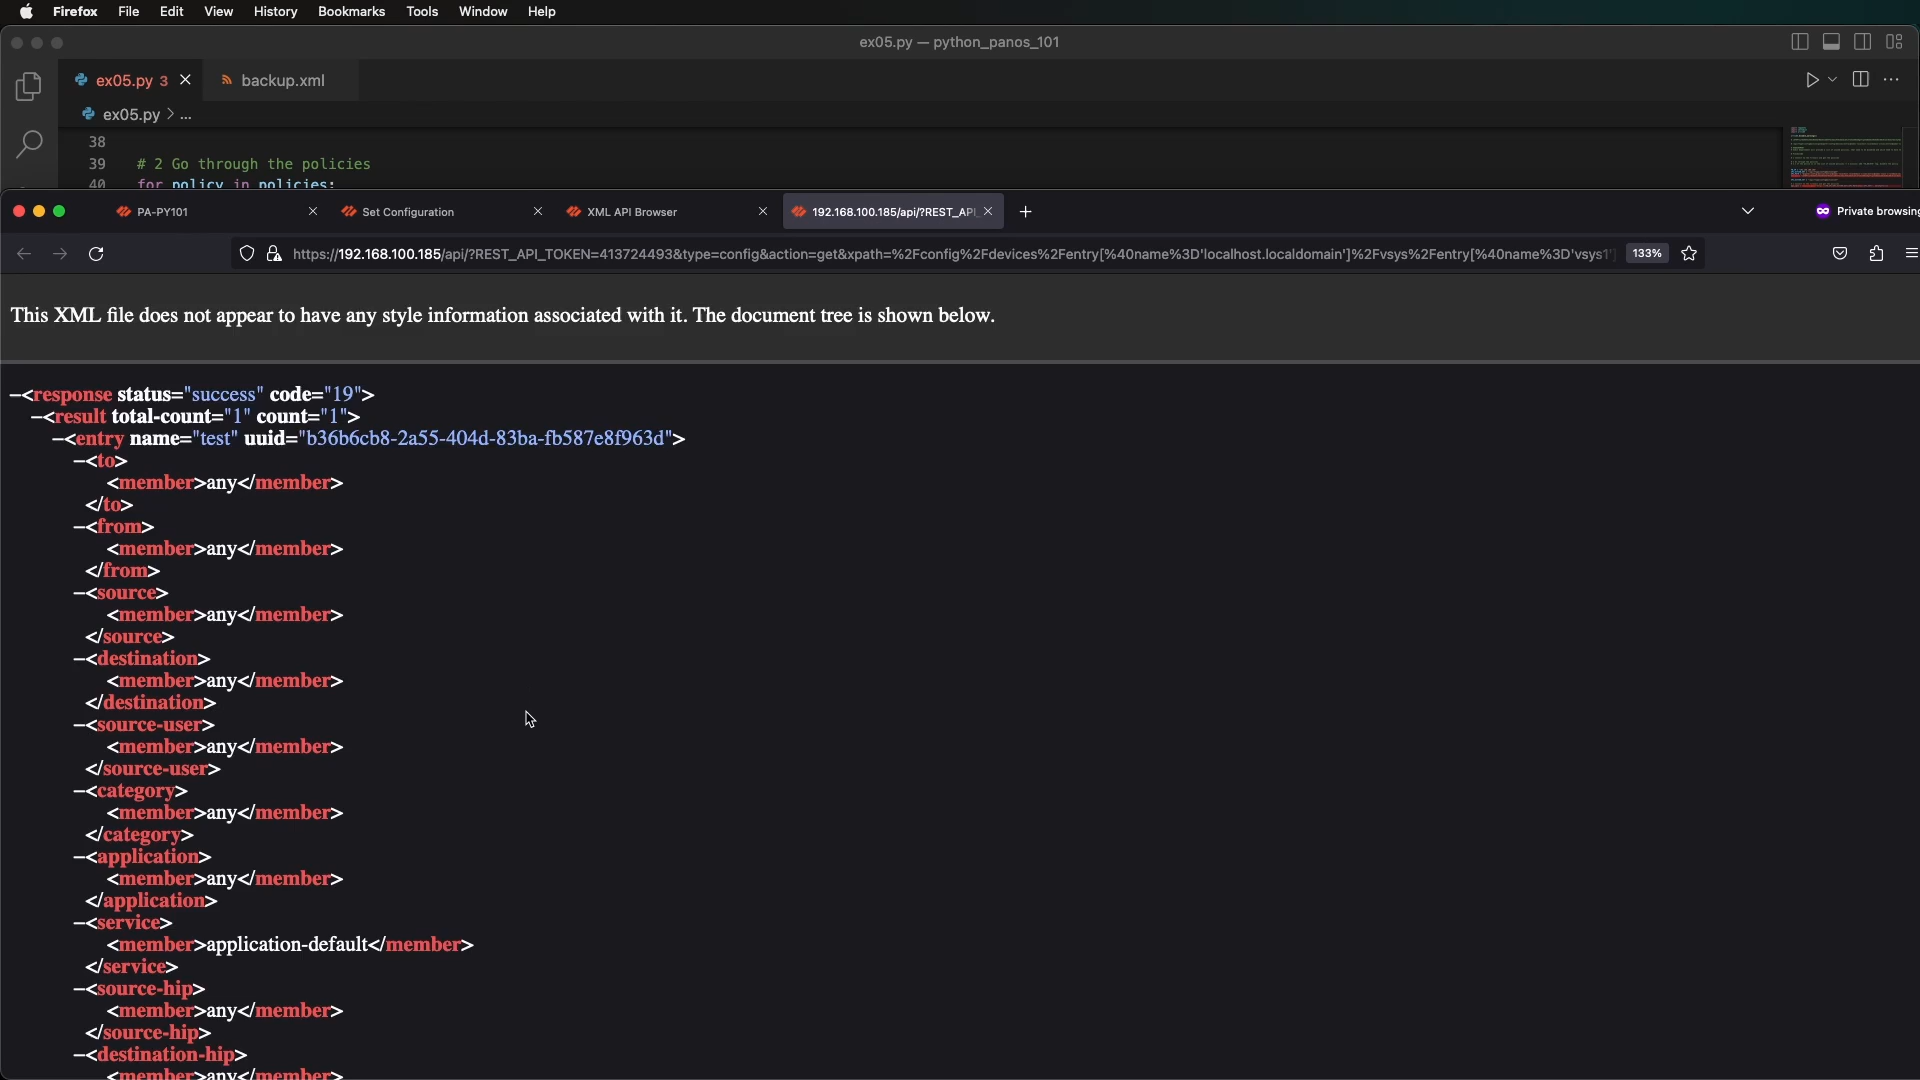 Firefox File Edit View History Bookmarks Tools Window Help
ex05.py — python_panos_101
ex05.py 3 backup.xml
ex05.py > ...
38
39 # 2 Go through the policies
40 for policy in policies:
PA-PY101 Set Configuration XML API Browser 192.168.100.185/api/?REST_API Private browsing
https://192.168.100.185/api/?REST_API_TOKEN=413724493&type=config&action=get&xpath=%2Fconfig%2Fdevices%2Fentry[%40name%3D'localhost.localdomain']%2Fvsys%2Fentry[%40name%3D'vsys1'] 133%
This XML file does not appear to have any style information associated with it. The document tree is shown below.
—<response status="success" code="19">
—<result total-count="1" count="1">
—<entry name="test" uuid="b36b6cb8-2a55-404d-83ba-fb587e8f963d">
—<to>
<member>any</member>
</to>
—<from>
<member>any</member>
</from>
—<source>
<member>any</member>
</source>
—<destination>
<member>any</member>
</destination>
—<source-user>
<member>any</member>
</source-user>
—<category>
<member>any</member>
</category>
—<application>
<member>any</member>
</application>
—<service>
<member>application-default</member>
</service>
—<source-hip>
<member>any</member>
</source-hip>
—<destination-hip>
<member>any</member>